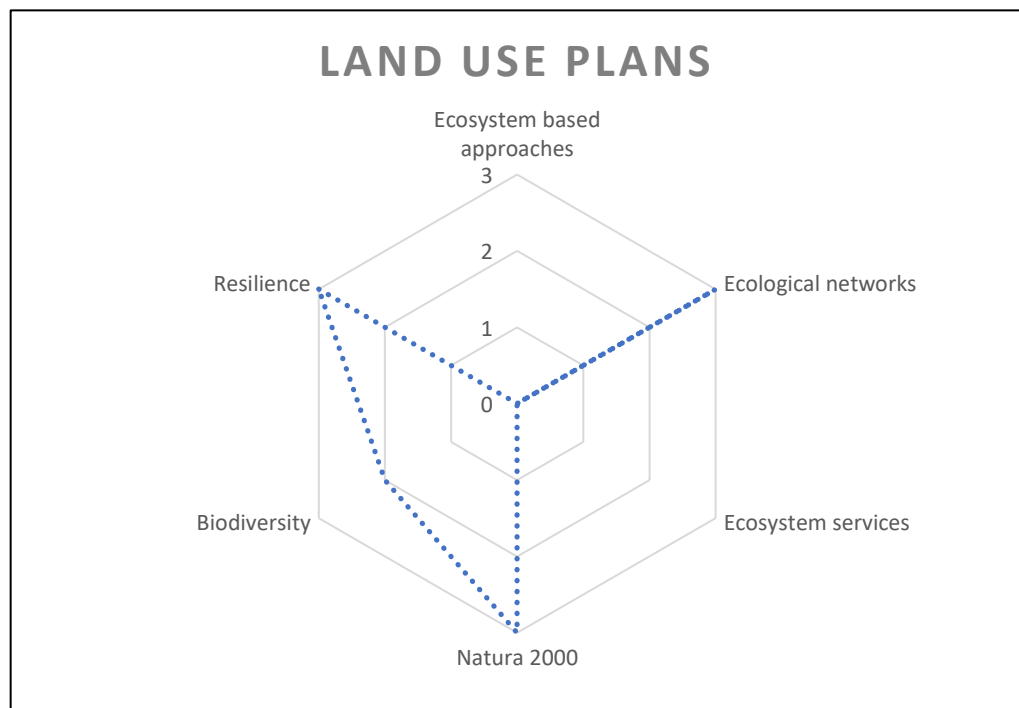 LAND USE PLANS
Ecosystem based
approaches
3
2
Resilience
Ecological networks
1
0
Biodiversity
Ecosystem services
Natura 2000